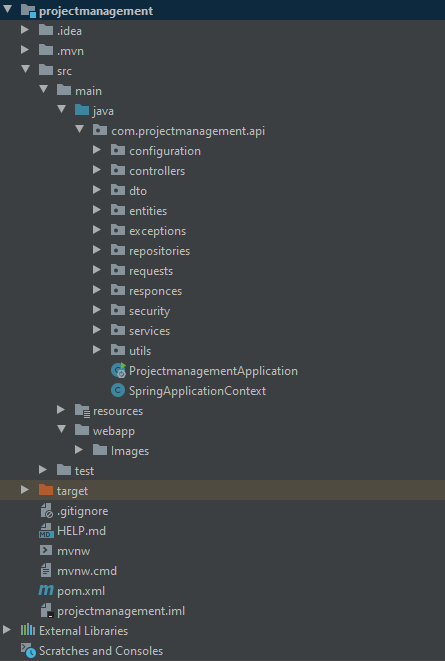 projectmanagement
.idea
.mvn
src
main
java
com.projectmanagement.api
configuration
controllers
dto
entities
exceptions
repositories
requests
responces
security
services
utils
ProjectmanagementApplication
SpringApplicationContext
resources
webapp
Images
test
target
.gitignore
HELP.md
mvnw
mvnw.cmd
pom.xml
projectmanagement.iml
External Libraries
Scratches and Consoles